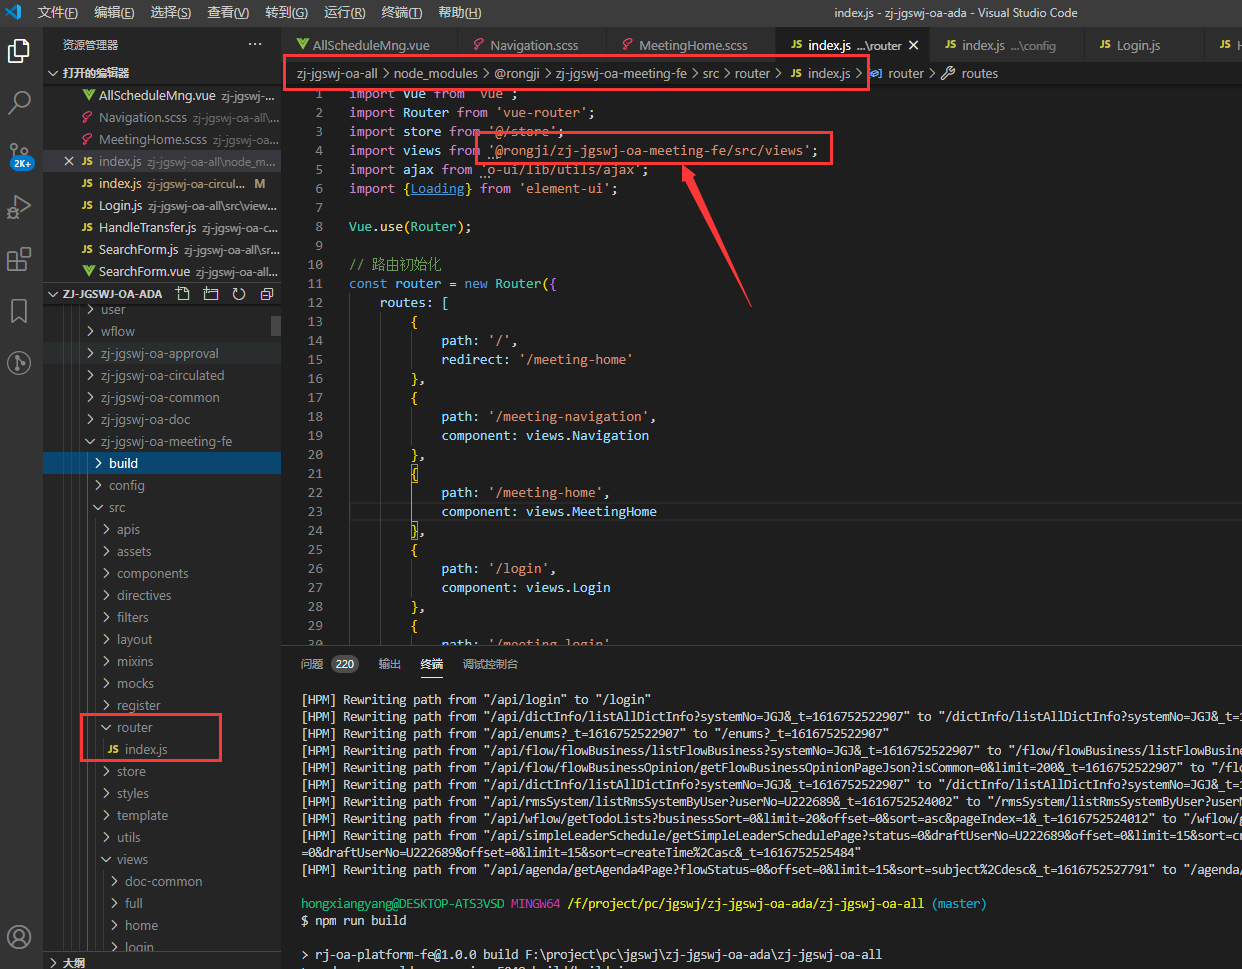 文件(F) 编辑(E) 选择(S) 查看(V) 转到(G) 运行(R) 终端(T) 帮助(H) index.js - zj-jgswj-oa-ada - Visual Studio Code
资源管理器 ...
打开的编辑器
AllScheduleMng.vue zj-jgswj-...
Navigation.scss zj-jgswj-oa-all\...
MeetingHome.scss zj-jgswj-oa...
JS index.js zj-jgswj-oa-all\node_m...
JS index.js zj-jgswj-oa-circul... M
JS Login.js zj-jgswj-oa-all\src\view...
JS HandleTransfer.js zj-jgswj-oa-c...
JS SearchForm.js zj-jgswj-oa-all\sr...
SearchForm.vue zj-jgswj-oa-all...
2K+
ZJ-JGSWJ-OA-ADA
user
wflow
zj-jgswj-oa-approval
zj-jgswj-oa-circulated
zj-jgswj-oa-common
zj-jgswj-oa-doc
zj-jgswj-oa-meeting-fe
build
config
src
apis
assets
components
directives
filters
layout
mixins
mocks
register
router
JS index.js
store
styles
template
utils
views
doc-common
full
home
login
大纲
AllScheduleMng.vue Navigation.scss MeetingHome.scss JS index.js ...\router JS index.js ...\config JS Login.js JS
zj-jgswj-oa-all > node_modules > @rongji > zj-jgswj-oa-meeting-fe > src > router > JS index.js > router > routes
1 import Vue from 'vue';
2 import Router from 'vue-router';
3 import store from '@/store';
4 import views from '@rongji/zj-jgswj-oa-meeting-fe/src/views';
5 import ajax from 'o-ui/lib/utils/ajax';
6 import {Loading} from 'element-ui';
7
8 Vue.use(Router);
9
10 // 路由初始化
11 const router = new Router({
12 routes: [
13 {
14 path: '/',
15 redirect: '/meeting-home'
16 },
17 {
18 path: '/meeting-navigation',
19 component: views.Navigation
20 },
21 {
22 path: '/meeting-home',
23 component: views.MeetingHome
24 },
25 {
26 path: '/login',
27 component: views.Login
28 },
29 {
30 path: '/meeting-login'
问题 220 输出 终端 调试控制台
[HPM] Rewriting path from "/api/login" to "/login"
[HPM] Rewriting path from "/api/dictInfo/listAllDictInfo?systemNo=JGJ&_t=1616752522907" to "/dictInfo/listAllDictInfo?systemNo=JGJ&_t=1
[HPM] Rewriting path from "/api/enums?_t=1616752522907" to "/enums?_t=1616752522907"
[HPM] Rewriting path from "/api/flow/flowBusiness/listFlowBusiness?systemNo=JGJ&_t=1616752522907" to "/flow/flowBusiness/listFlowBusine
[HPM] Rewriting path from "/api/flow/flowBusinessOpinion/getFlowBusinessOpinionPageJson?isCommon=0&limit=200&_t=1616752522907" to "/flo
[HPM] Rewriting path from "/api/dictInfo/listAllDictInfo?systemNo=JGJ&_t=1616752522907" to "/dictInfo/listAllDictInfo?systemNo=JGJ&_t=1
[HPM] Rewriting path from "/api/rmsSystem/listRmsSystemByUser?userNo=U222689&_t=1616752524002" to "/rmsSystem/listRmsSystemByUser?userN
[HPM] Rewriting path from "/api/wflow/getTodoLists?businessSort=0&limit=20&offset=0&sort=asc&pageIndex=1&_t=1616752524012" to "/wflow/g
[HPM] Rewriting path from "/api/simpleLeaderSchedule/getSimpleLeaderSchedulePage?status=0&draftUserNo=U222689&offset=0&limit=15&sort=cr
=0&draftUserNo=U222689&offset=0&limit=15&sort=createTime%2Casc&_t=1616752525484"
[HPM] Rewriting path from "/api/agenda/getAgenda4Page?flowStatus=0&offset=0&limit=15&sort=subject%2Cdesc&_t=1616752527791" to "/agenda/
hongxiangyang@DESKTOP-ATS3VSD MINGW64 /f/project/pc/jgswj/zj-jgswj-oa-ada/zj-jgswj-oa-all (master)
$ npm run build
> rj-oa-platform-fe@1.0.0 build F:\project\pc\jgswj\zj-jgswj-oa-ada\zj-jgswj-oa-all